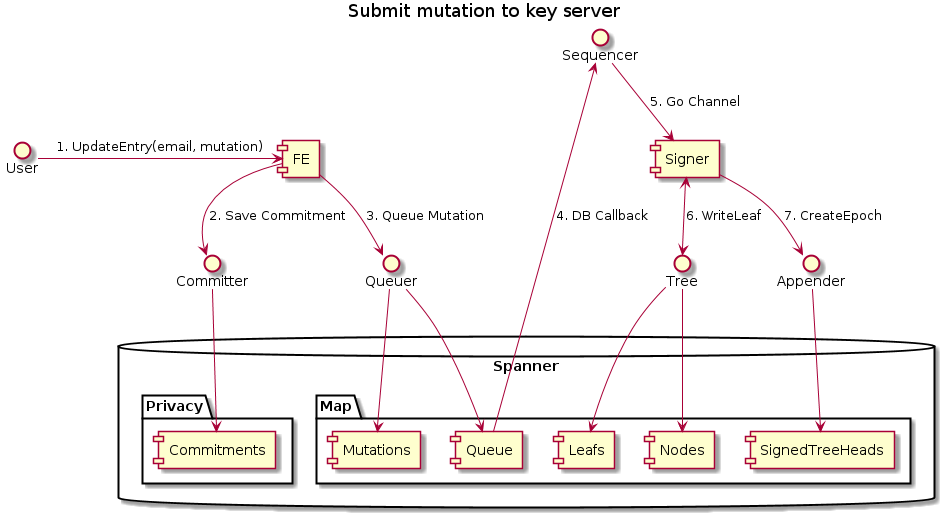 Submit mutation to key server
Sequencer
5. Go Channel
1. UpdateEntry(email, mutation)
User
FE
Signer
2. Save Commitment
3. Queue Mutation
4. DB Callback
6. WriteLeaf
7. CreateEpoch
Committer
Queuer
Tree
Appender
Spanner
Privacy
Map
Commitments
Mutations
Queue
Leafs
Nodes
SignedTreeHeads